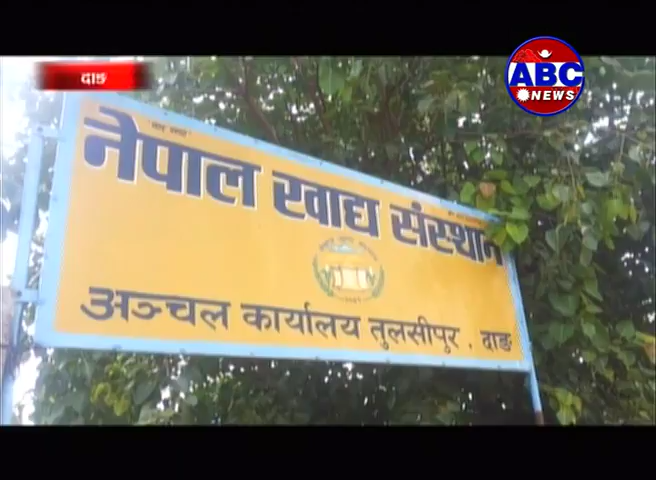 दाङ
ABC
NEWS
नेपाल खाद्य संस्थान
अञ्चल कार्यालय तुलसीपुर . दाङ